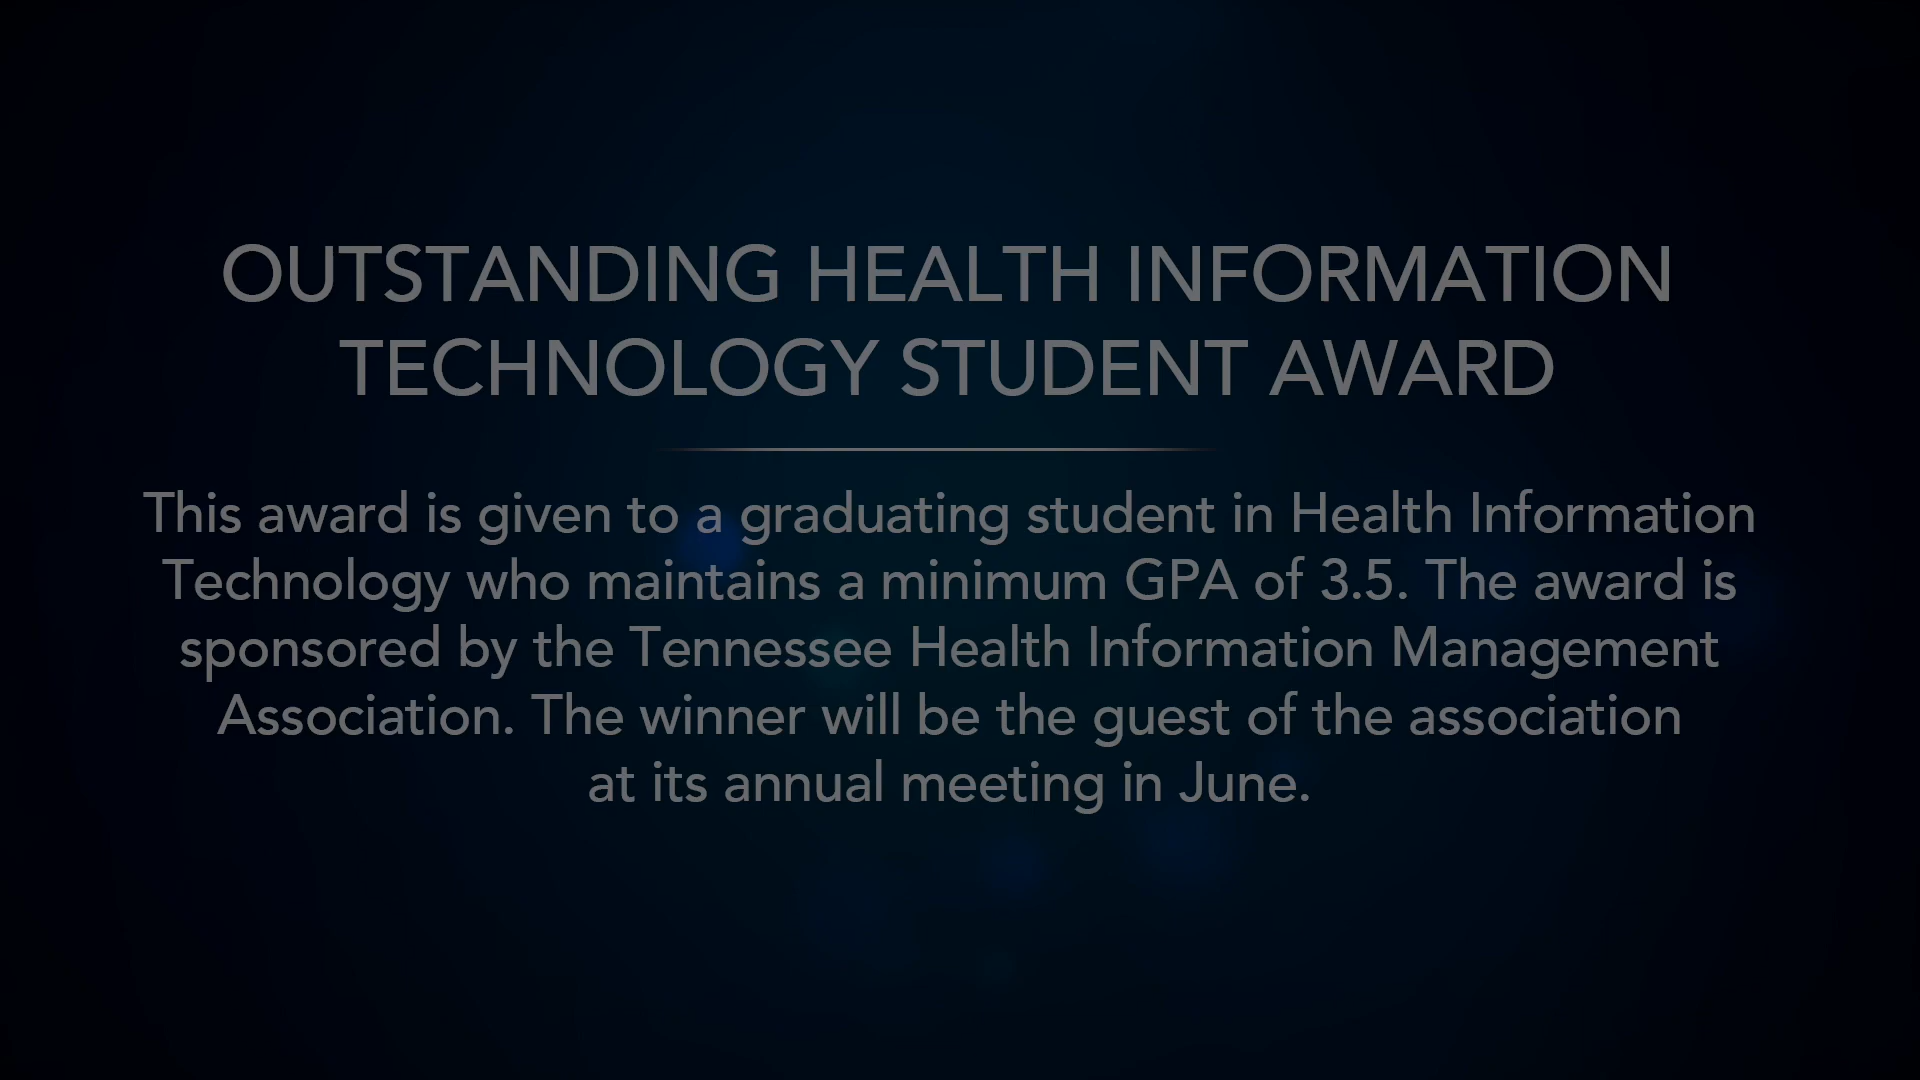 OUTSTANDING HEALTH INFORMATION
TECHNOLOGY STUDENT AWARD
This award is given to a graduating student in Health Information
Technology who maintains a minimum GPA of 3.5. The award is
sponsored by the Tennessee Health Information Management
Association. The winner will be the guest of the association
at its annual meeting in June.